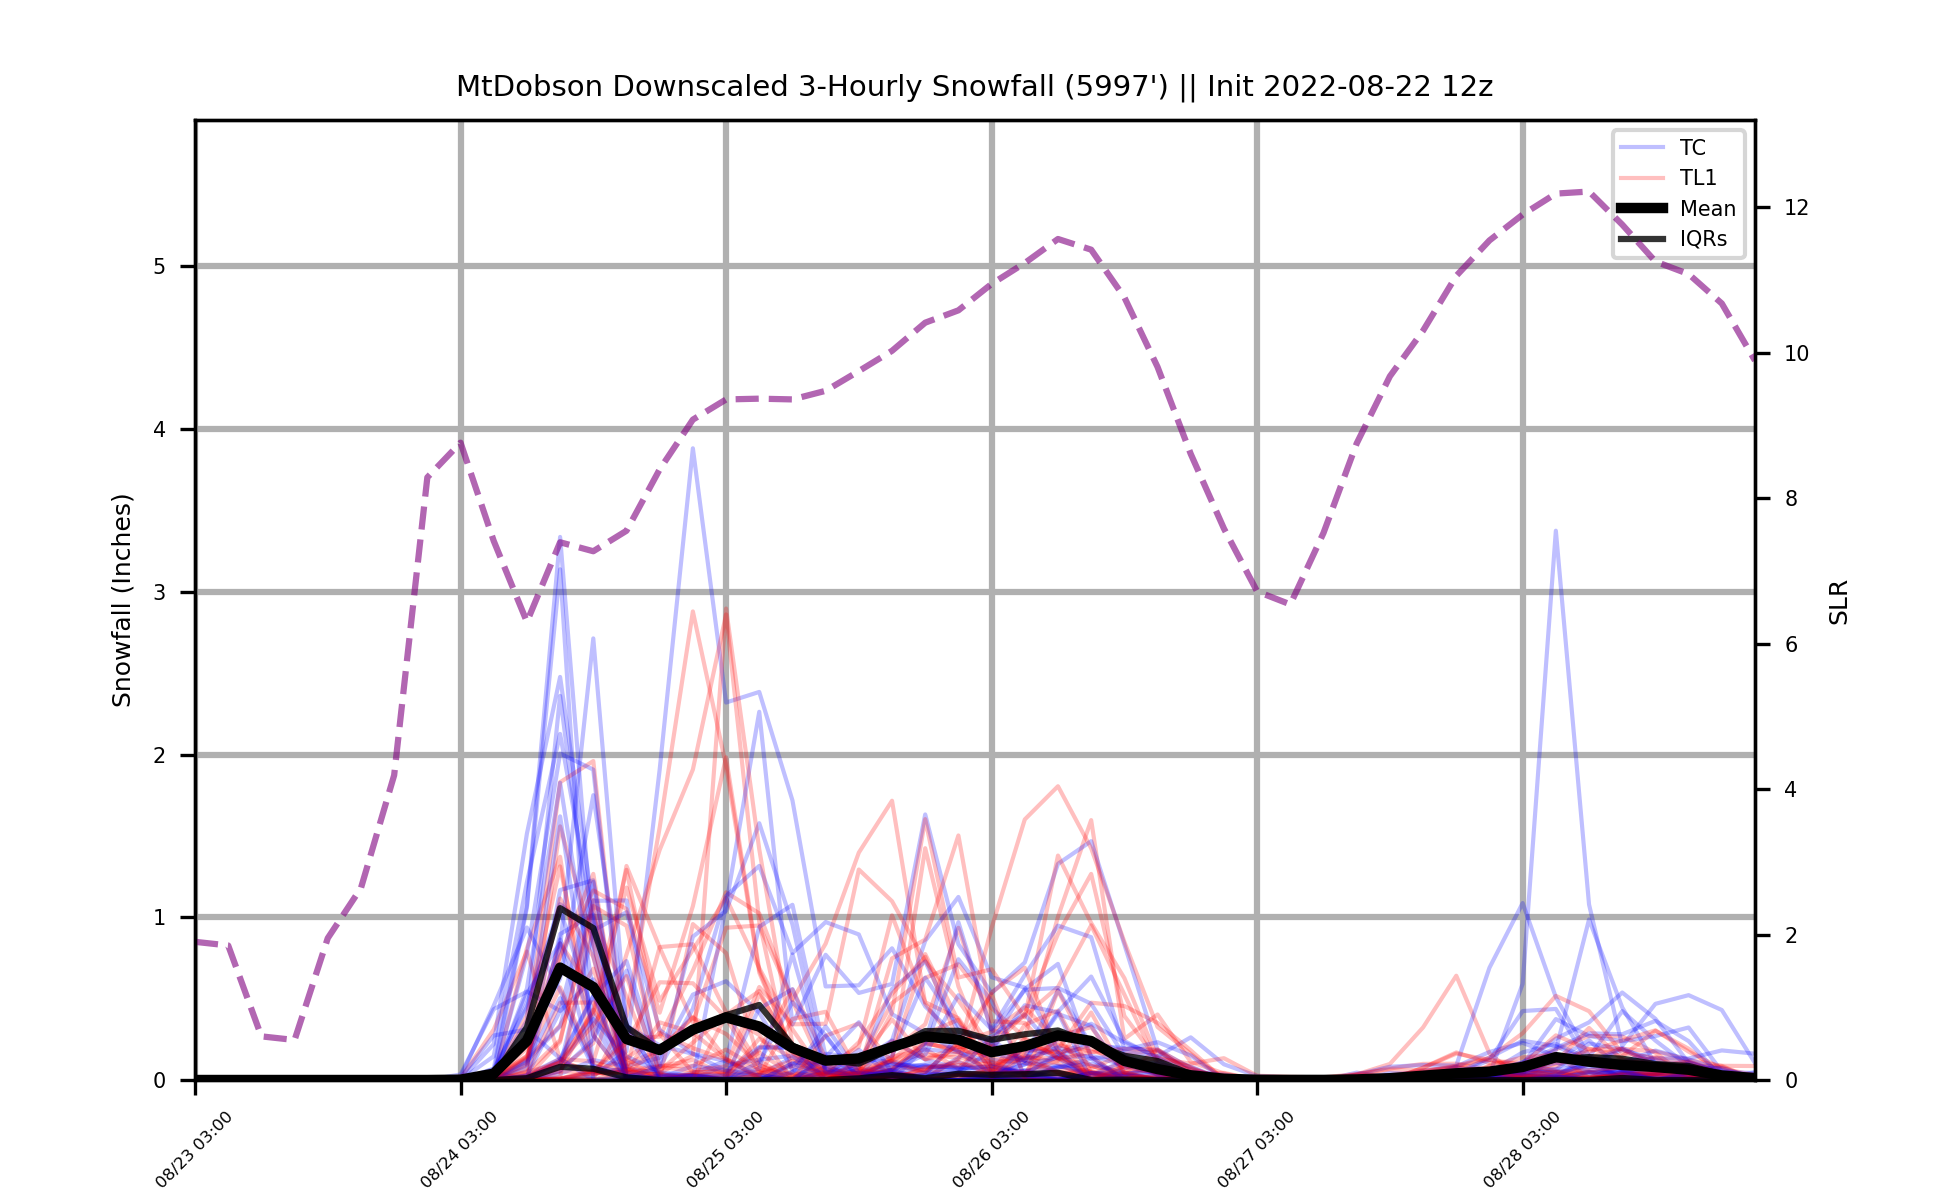 MtDobson Downscaled 3-Hourly Snowfall (5997') || Init 2022-08-22 12z
TC
TL1
Mean
IQRs
Snowfall (Inches)
5
4
3
2
1
0
SLR
12
10
8
6
4
2
0
08/23 03:00
08/24 03:00
08/25 03:00
08/26 03:00
08/27 03:00
08/28 03:00